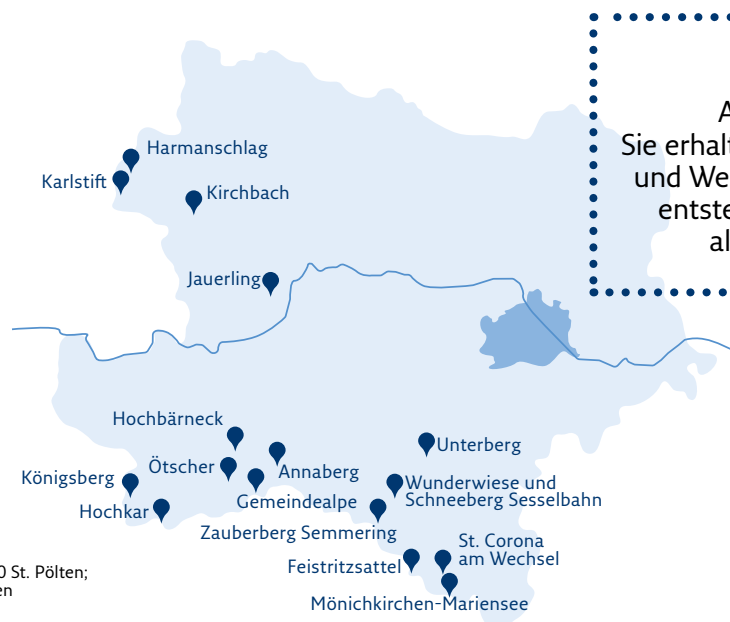 A
Sie erhalt
und We
entste
al
Harmanschlag
Karlstift
Kirchbach
Jauerling
Hochbärneck
Unterberg
Ötscher
Annaberg
Königsberg
Gemeindealpe
Wunderwiese und
Schneeberg Sesselbahn
Hochkar
Zauberberg Semmering
St. Corona
am Wechsel
Feistritzsattel
Mönichkirchen-Mariensee
0 St. Pölten;
en